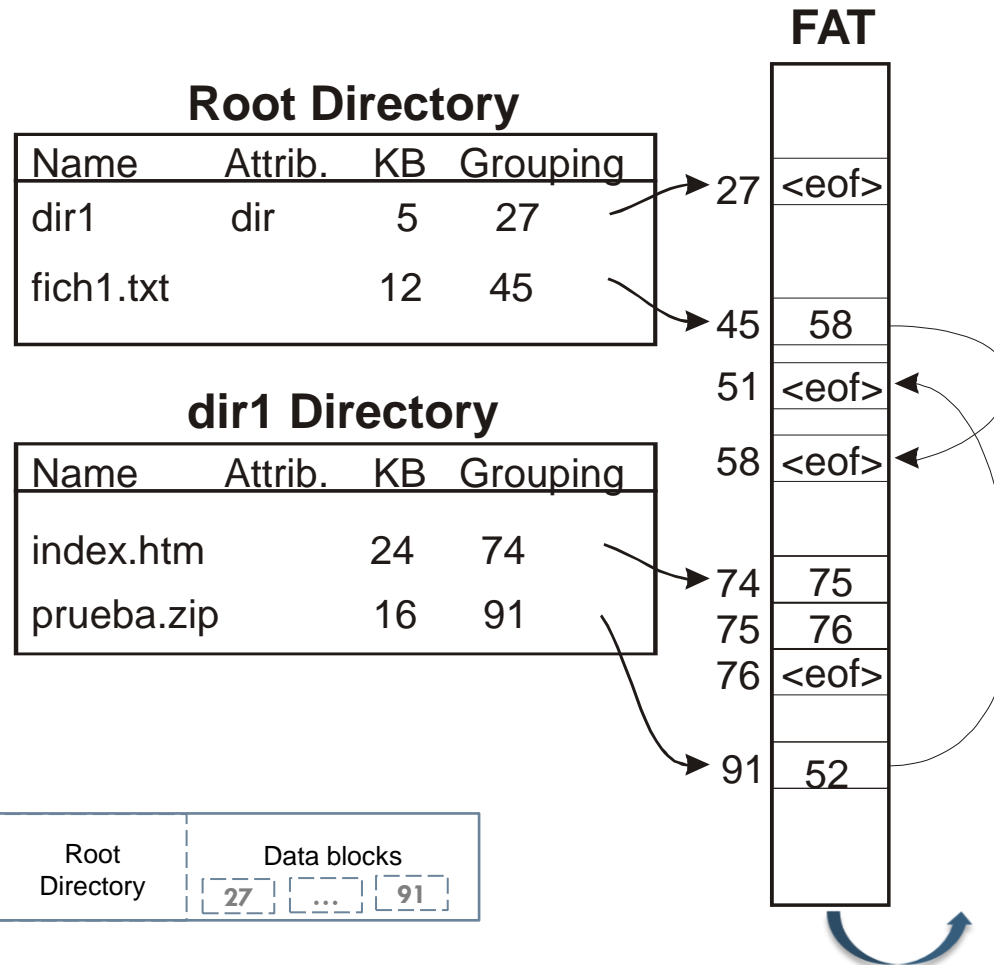 FAT
Root Directory
Name Attrib. KB Grouping
dir1 dir 5 27
fich1.txt 12 45
27 <eof>
45 58
51 <eof>
58 <eof>
dir1 Directory
Name Attrib. KB Grouping
index.htm 24 74
prueba.zip 16 91
74 75
75 76
76 <eof>
91 52
Root
Directory
Data blocks
27 ... 91